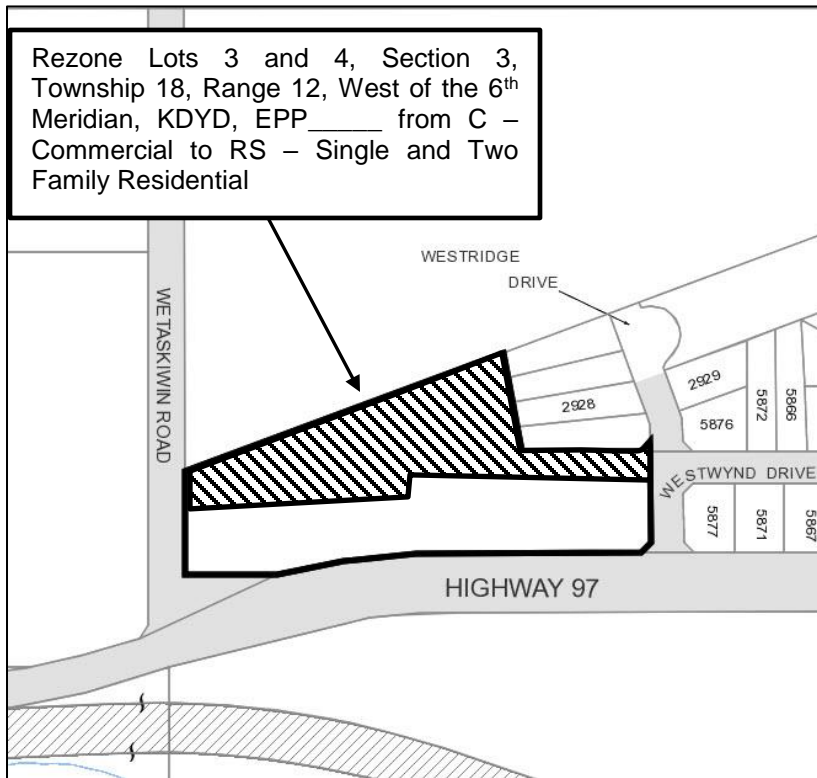 Rezone Lots 3 and 4, Section 3,
Township 18, Range 12, West of the 6th
Meridian, KDYD, EPP_____ from C –
Commercial to RS – Single and Two
Family Residential
WESTRIDGE
DRIVE
WETASKIWIN ROAD
2928
2929
5876
5872
5866
WESTWYND DRIVE
5877
5871
5867
HIGHWAY 97